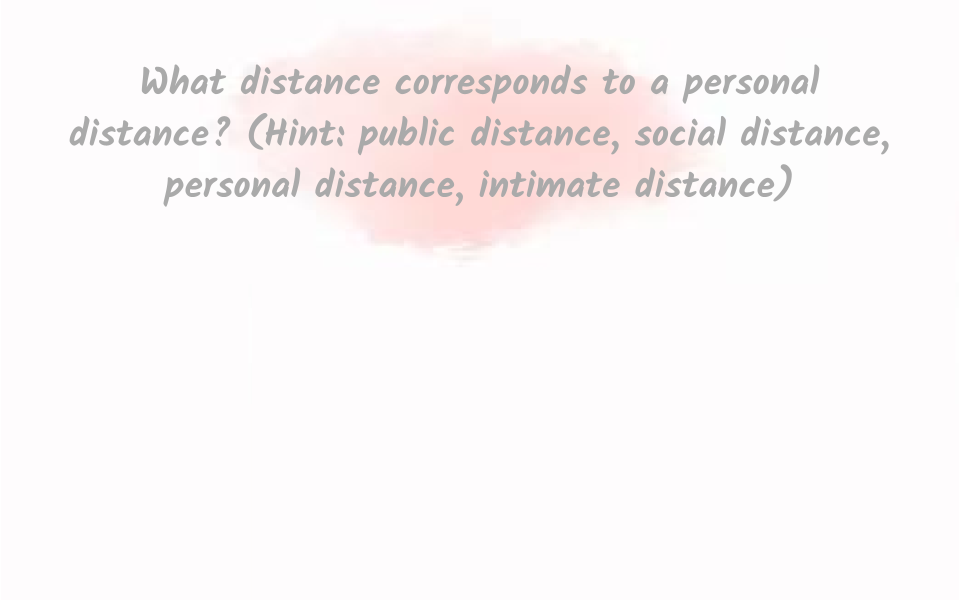 What distance corresponds to a personal
distance? (Hint: public distance, social distance,
personal distance, intimate distance)